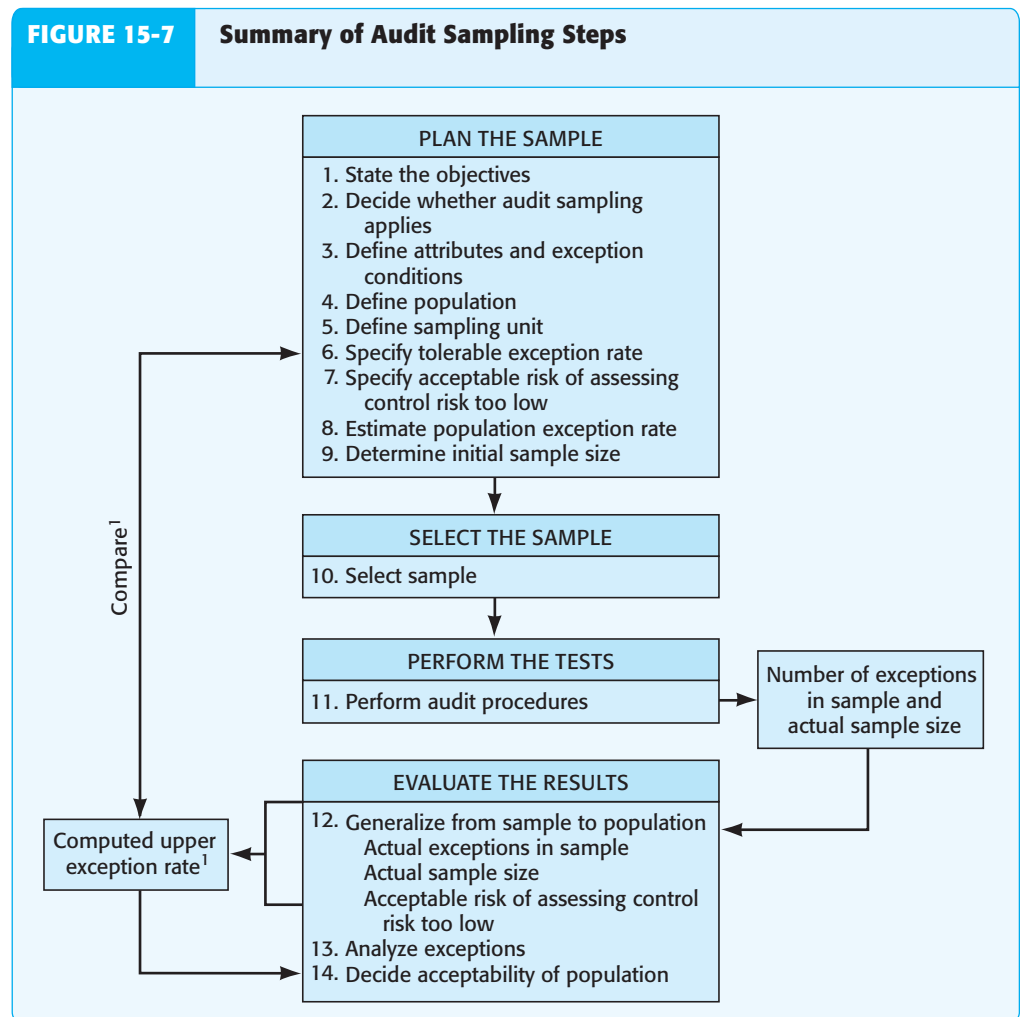 FIGURE 15-7
Summary of Audit Sampling Steps
PLAN THE SAMPLE
1. State the objectives
2. Decide whether audit sampling
applies
3. Define attributes and exception
conditions
4. Define population
5. Define sampling unit
6. Specify tolerable exception rate
7. Specify acceptable risk of assessing
control risk too low
8. Estimate population exception rate
9. Determine initial sample size
SELECT THE SAMPLE
10. Select sample
PERFORM THE TESTS
11. Perform audit procedures
Number of exceptions
in sample and
actual sample size
EVALUATE THE RESULTS
12. Generalize from sample to population
Actual exceptions in sample
Actual sample size
Acceptable risk of assessing control
risk too low
13. Analyze exceptions
14. Decide acceptability of population
Computed upper
exception rate¹
Compare¹